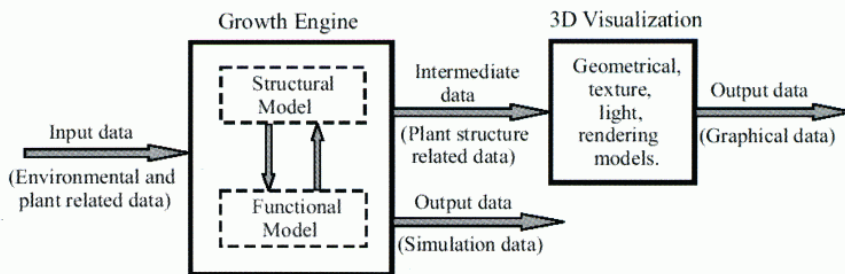 Growth Engine
3D Visualization
Structural
Model
Functional
Model
Input data
(Environmental and
plant related data)
Intermediate
data
(Plant structure
related data)
Output data
(Simulation data)
Geometrical,
texture,
light,
rendering
models.
Output data
(Graphical data)